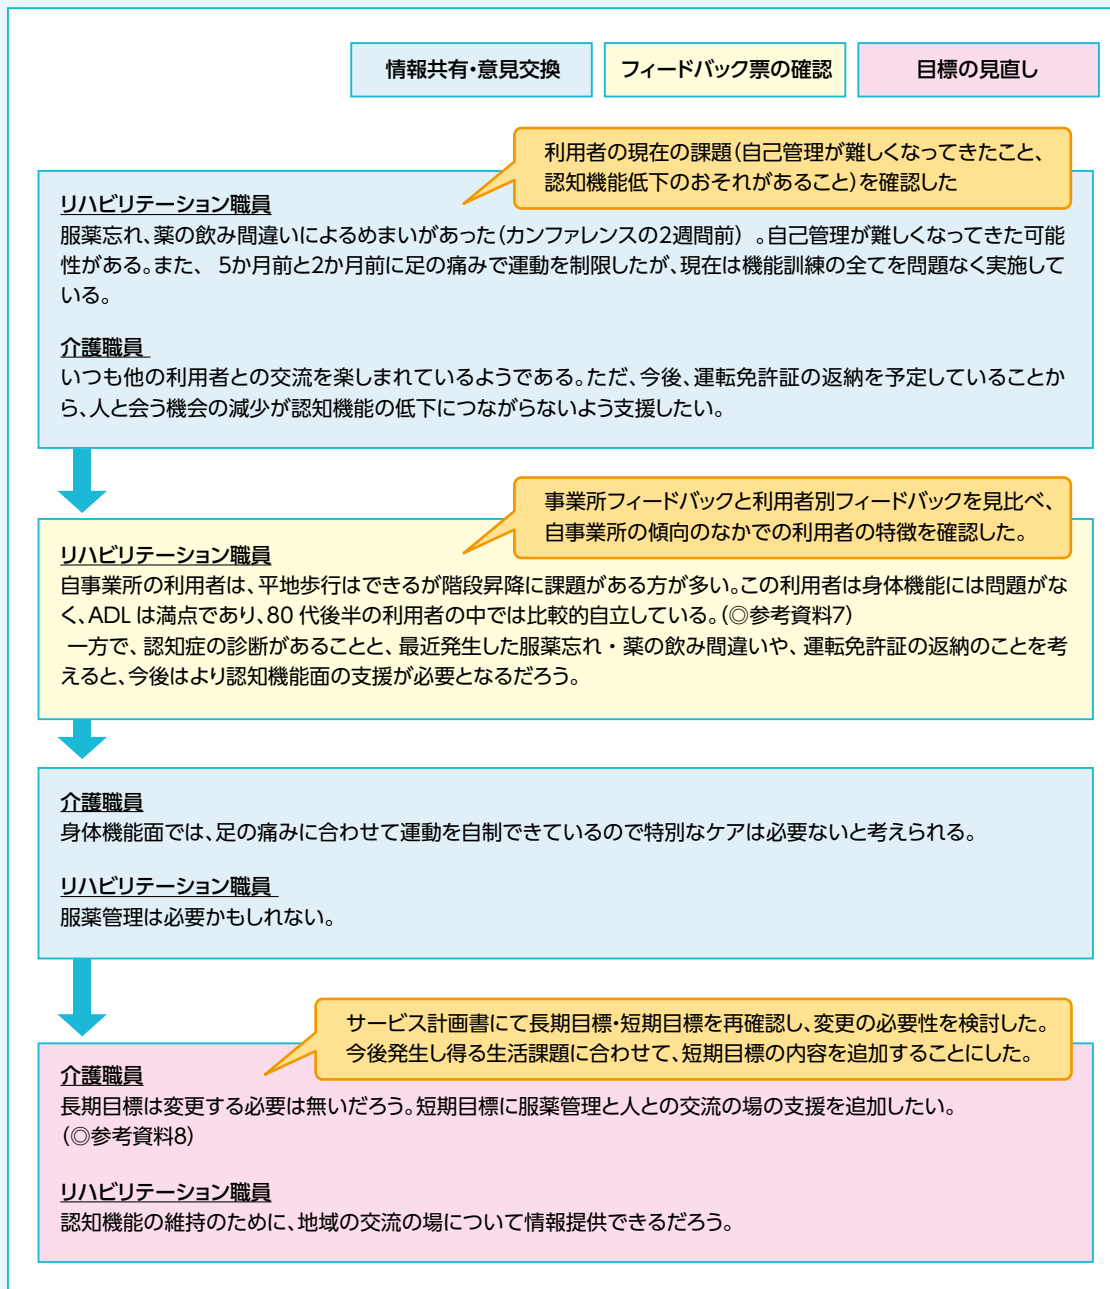 情報共有・意見交換
フィードバック票の確認
目標の見直し
利用者の現在の課題(自己管理が難しくなってきたこと、
認知機能低下のおそれがあること)を確認した
リハビリテーション職員
服薬忘れ、薬の飲み間違いによるめまいがあった(カンファレンスの2週間前) 。自己管理が難しくなってきた可能
性がある。また、 5か月前と2か月前に足の痛みで運動を制限したが、現在は機能訓練の全てを問題なく実施して
いる。
介護職員
いつも他の利用者との交流を楽しまれているようである。ただ、今後、運転免許証の返納を予定していることか
ら、人と会う機会の減少が認知機能の低下につながらないよう支援したい。
事業所フィードバックと利用者別フィードバックを見比べ、
自事業所の傾向のなかでの利用者の特徴を確認した。
リハビリテーション職員
自事業所の利用者は、平地歩行はできるが階段昇降に課題がある方が多い。この利用者は身体機能には問題がな
く、ADL は満点であり、80 代後半の利用者の中では比較的自立している。(◎参考資料7)
一方で、認知症の診断があることと、最近発生した服薬忘れ・薬の飲み間違いや、運転免許証の返納のことを考
えると、今後はより認知機能面の支援が必要となるだろう。
介護職員
身体機能面では、足の痛みに合わせて運動を自制できているので特別なケアは必要ないと考えられる。
リハビリテーション職員
服薬管理は必要かもしれない。
サービス計画書にて長期目標・短期目標を再確認し、変更の必要性を検討した。
今後発生し得る生活課題に合わせて、短期目標の内容を追加することにした。
介護職員
長期目標は変更する必要は無いだろう。短期目標に服薬管理と人との交流の場の支援を追加したい。
(◎参考資料8)
リハビリテーション職員
認知機能の維持のために、地域の交流の場について情報提供できるだろう。